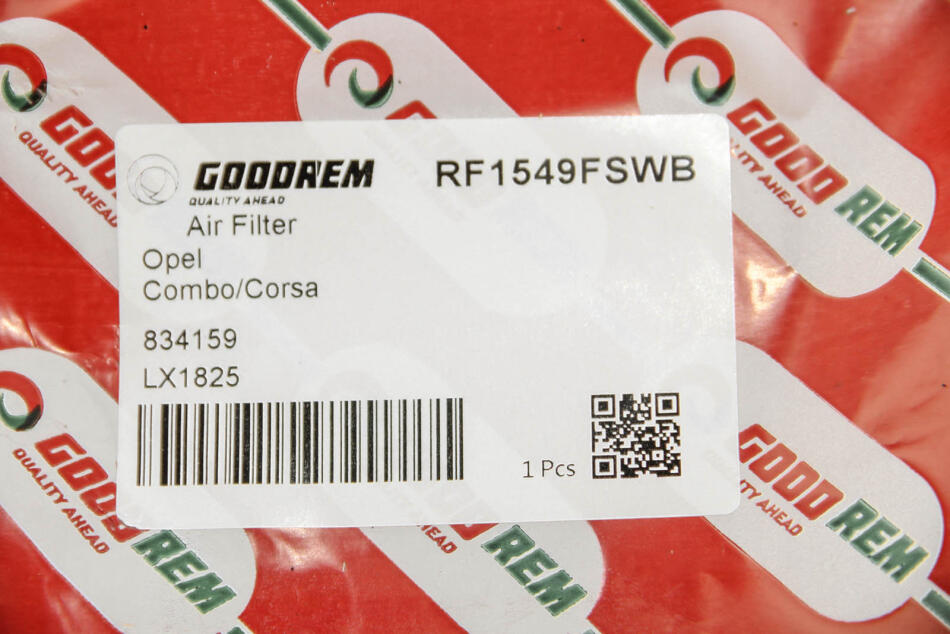 GOODREM RF1549FSWB
QUALITY AHEAD
Air Filter
Opel
Combo/Corsa
834159
LX1825
1 Pcs
GOOD
QUALITY AHEAD
GOOD REM
QUALITY AHEAD
GOOD REM
QUALITY AHEAD
AHEAD
REM
GOOD REM
QUALITY AHEAD